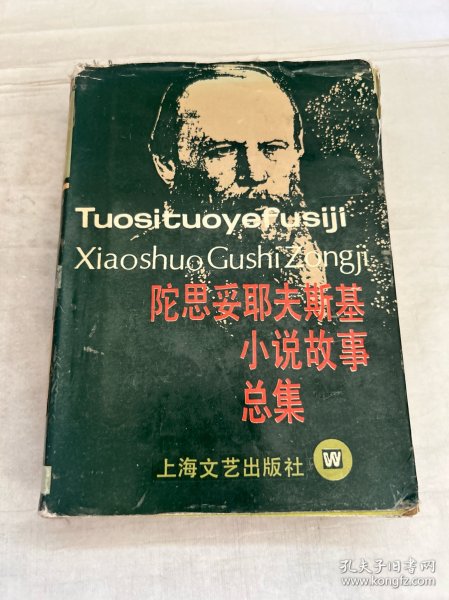 Tuosituoyefusiji
Xiaoshuo Gushi Zongji
陀思妥耶夫斯基
小说故事
总集
上海文艺出版社
W
孔夫子旧书网
www.kongfz.com